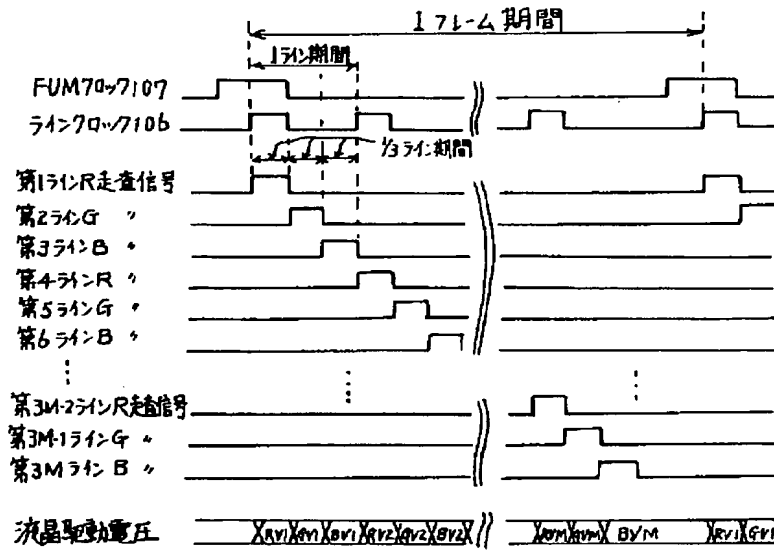 1フレーム期間
1ライン期間
FLMクロック107
ラインクロック106
1/3ライン期間
第1ラインR走査信号
第2ラインG 〃
第3ラインB 〃
第4ラインR 〃
第5ラインG 〃
第6ラインB 〃
第3M-2ラインR走査信号
第3M-1ラインG 〃
第3MラインB 〃
液晶駆動電圧 RV1 GV1 BV1 RV2 GV2 BV2 RVM GVM BVM RV1 GV1